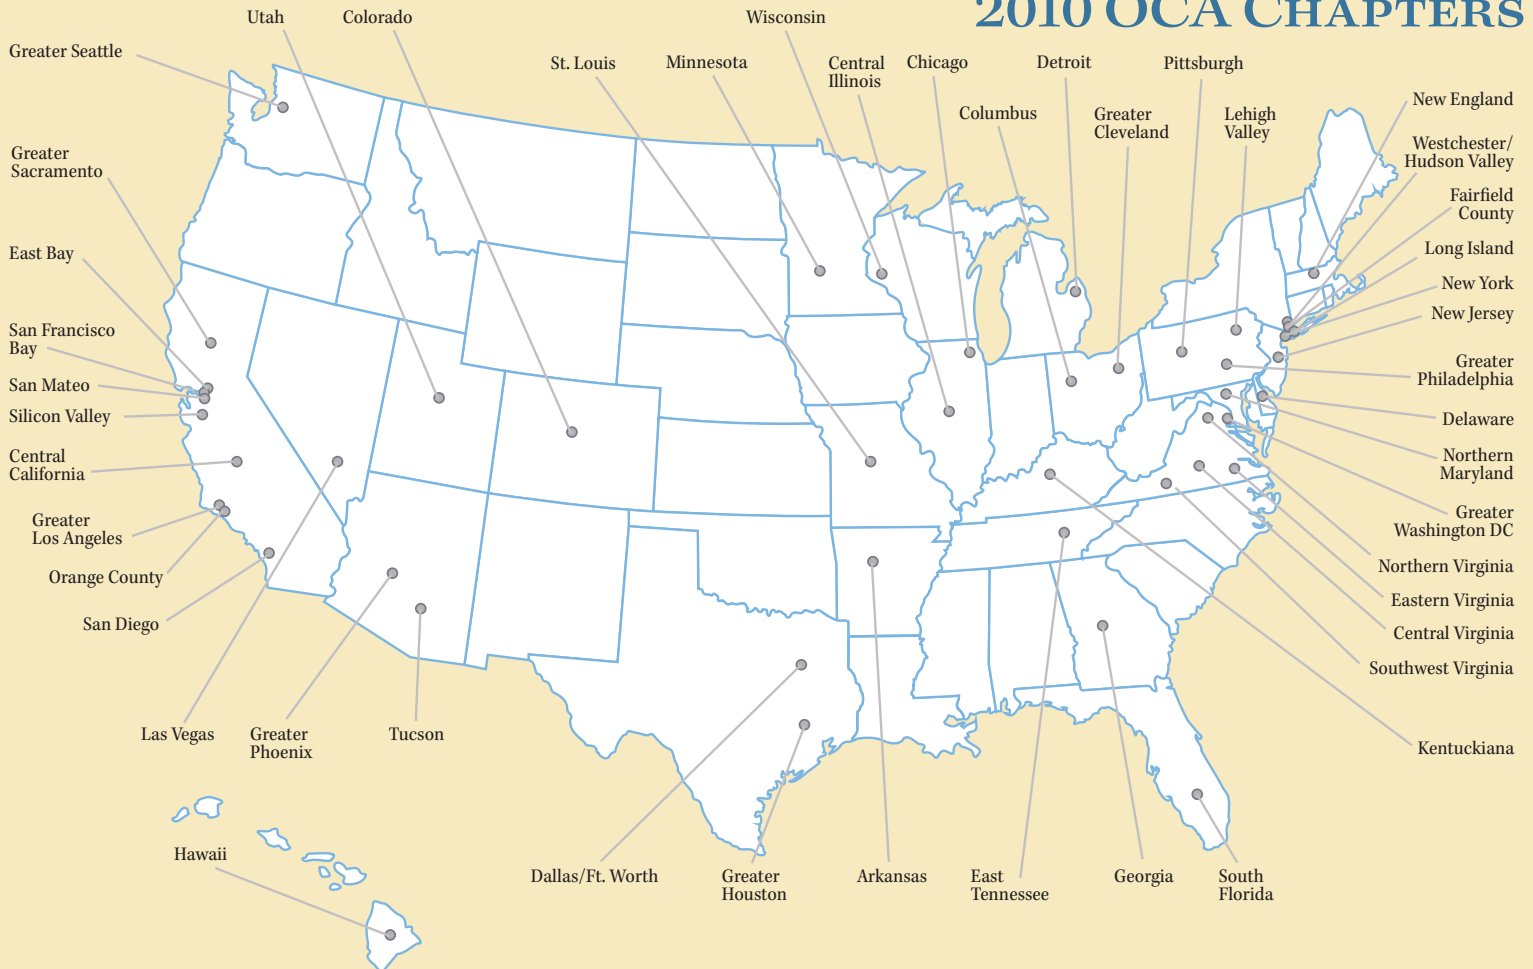 2010 OCA CHAPTERS
Utah
Colorado
Wisconsin
Greater Seattle
St. Louis
Minnesota
Central
Illinois
Chicago
Detroit
Pittsburgh
Columbus
Greater
Cleveland
Lehigh
Valley
New England
Westchester/
Hudson Valley
Fairfield
County
Long Island
New York
New Jersey
Greater
Philadelphia
Delaware
Northern
Maryland
Greater
Washington DC
Northern Virginia
Eastern Virginia
Central Virginia
Southwest Virginia
Kentuckiana
Greater
Sacramento
East Bay
San Francisco
Bay
San Mateo
Silicon Valley
Central
California
Greater
Los Angeles
Orange County
San Diego
Las Vegas
Greater
Phoenix
Tucson
Hawaii
Dallas/Ft. Worth
Greater
Houston
Arkansas
East
Tennessee
Georgia
South
Florida